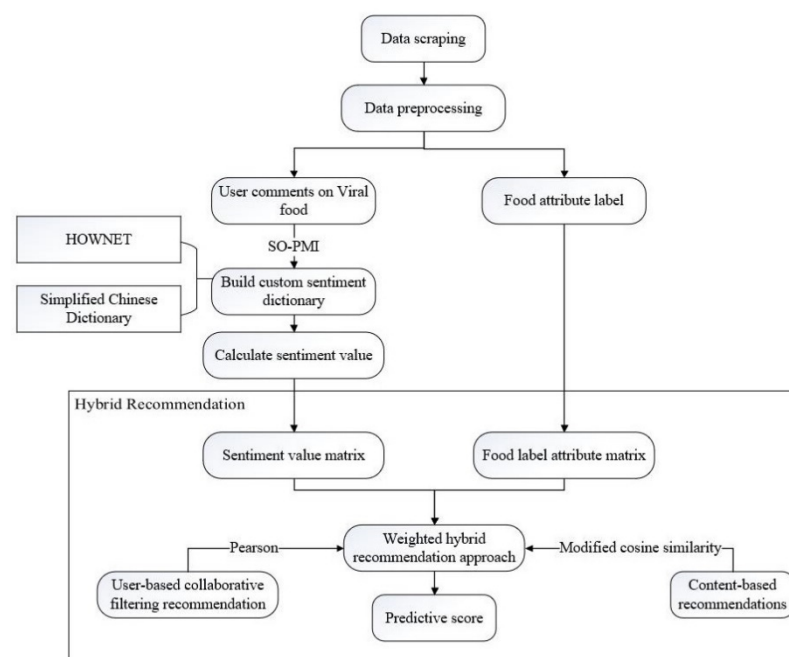 Data scraping
Data preprocessing
User comments on Viral
food
Food attribute label
SO-PMI
HOWNET
Simplified Chinese
Dictionary
Build custom sentiment
dictionary
Calculate sentiment value
Hybrid Recommendation
Sentiment value matrix
Food label attribute matrix
Pearson
Weighted hybrid
recommendation approach
Modified cosine similarity
User-based collaborative
filtering recommendation
Content-based
recommendations
Predictive score